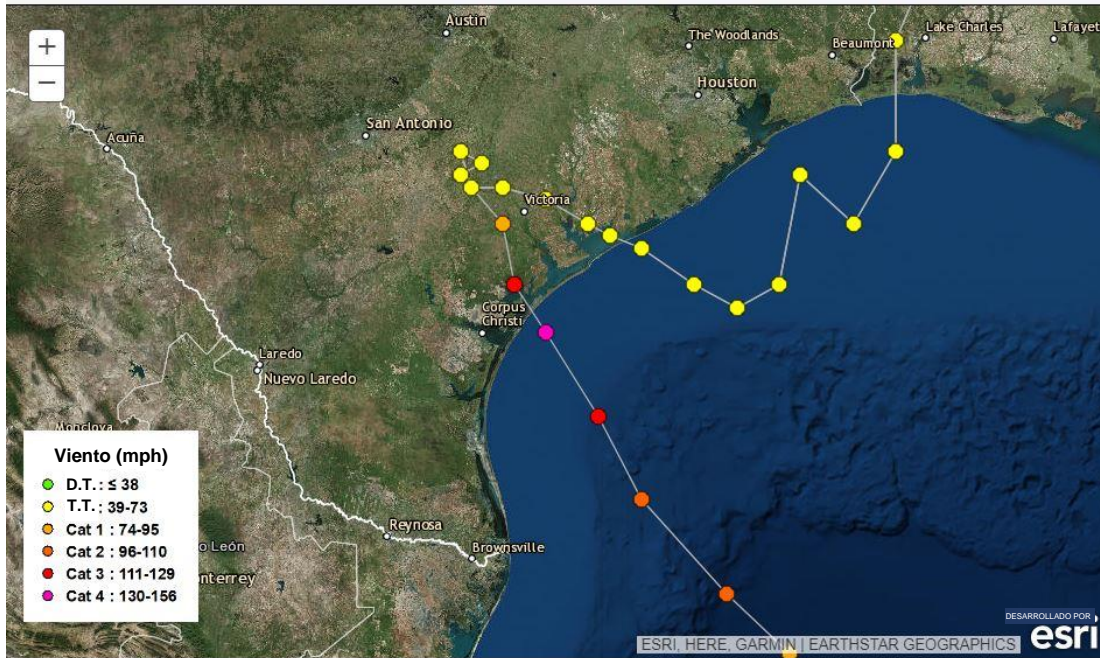 Austin
Lake Charles
Lafayet
The Woodlands
Beaumont
+
−
Houston
San Antonio
Acuña
Victoria
Corpus
Christi
Laredo
Nuevo Laredo
Monclova
Viento (mph)
D.T. : ≤ 38
T.T. : 39-73
Cat 1 : 74-95
Cat 2 : 96-110
Cat 3 : 111-129
Cat 4 : 130-156
Reynosa
Brownsville
o León
onterrey
DESARROLLADO POR
esri
ESRI, HERE, GARMIN | EARTHSTAR GEOGRAPHICS